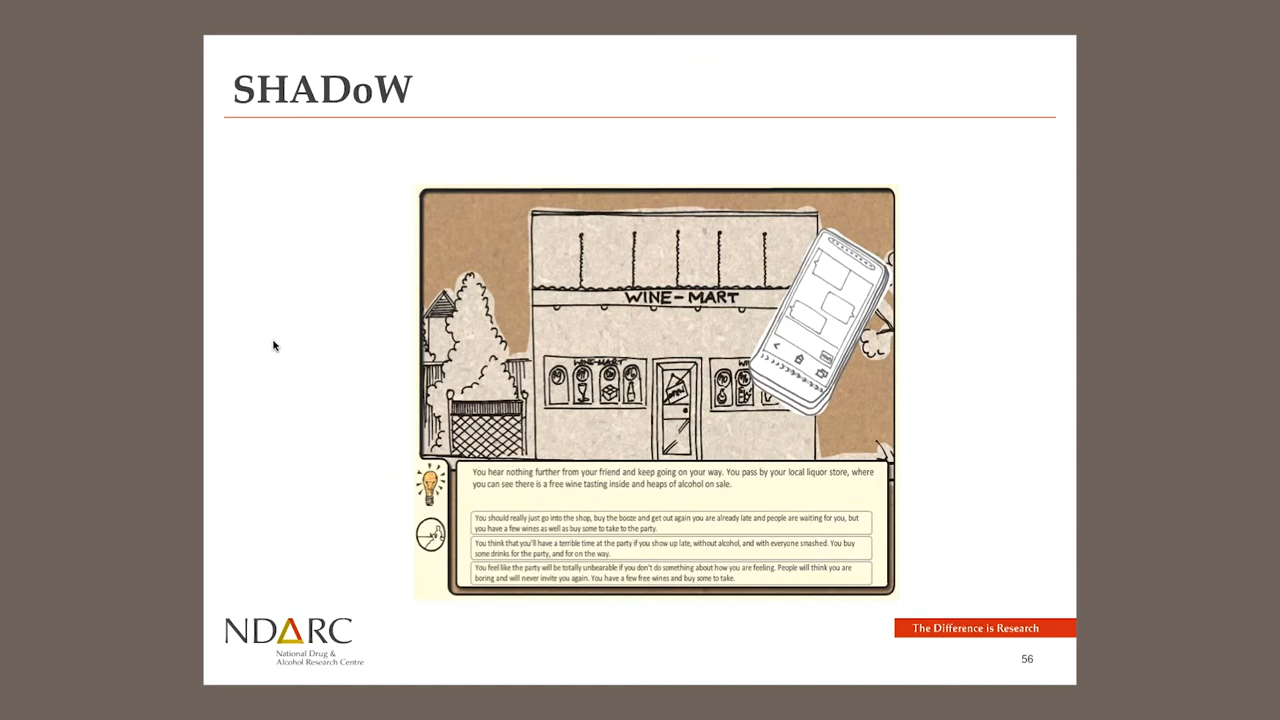 SHADoW
WINE-MART
WINE-MART
OPEN
You hear nothing further from your friend and keep going on your way. You pass by your local liquor store, where
you can see there is a free wine tasting inside and heaps of alcohol on sale.
You should really just go into the shop, buy the booze and get out again you are already late and people are waiting for you, but
you have a few wines as well as buy some to take to the party.
You think that you'll have a terrible time at the party if you show up late, without alcohol, and with everyone smashed. You buy
some drinks for the party, and for on the way.
You feel like the party will be totally unbearable if you don't do something about how you are feeling. People will think you are
boring and will never invite you again. You have a few free wines and buy some to take.
NDARC
National Drug &
Alcohol Research Centre
The Difference is Research
56